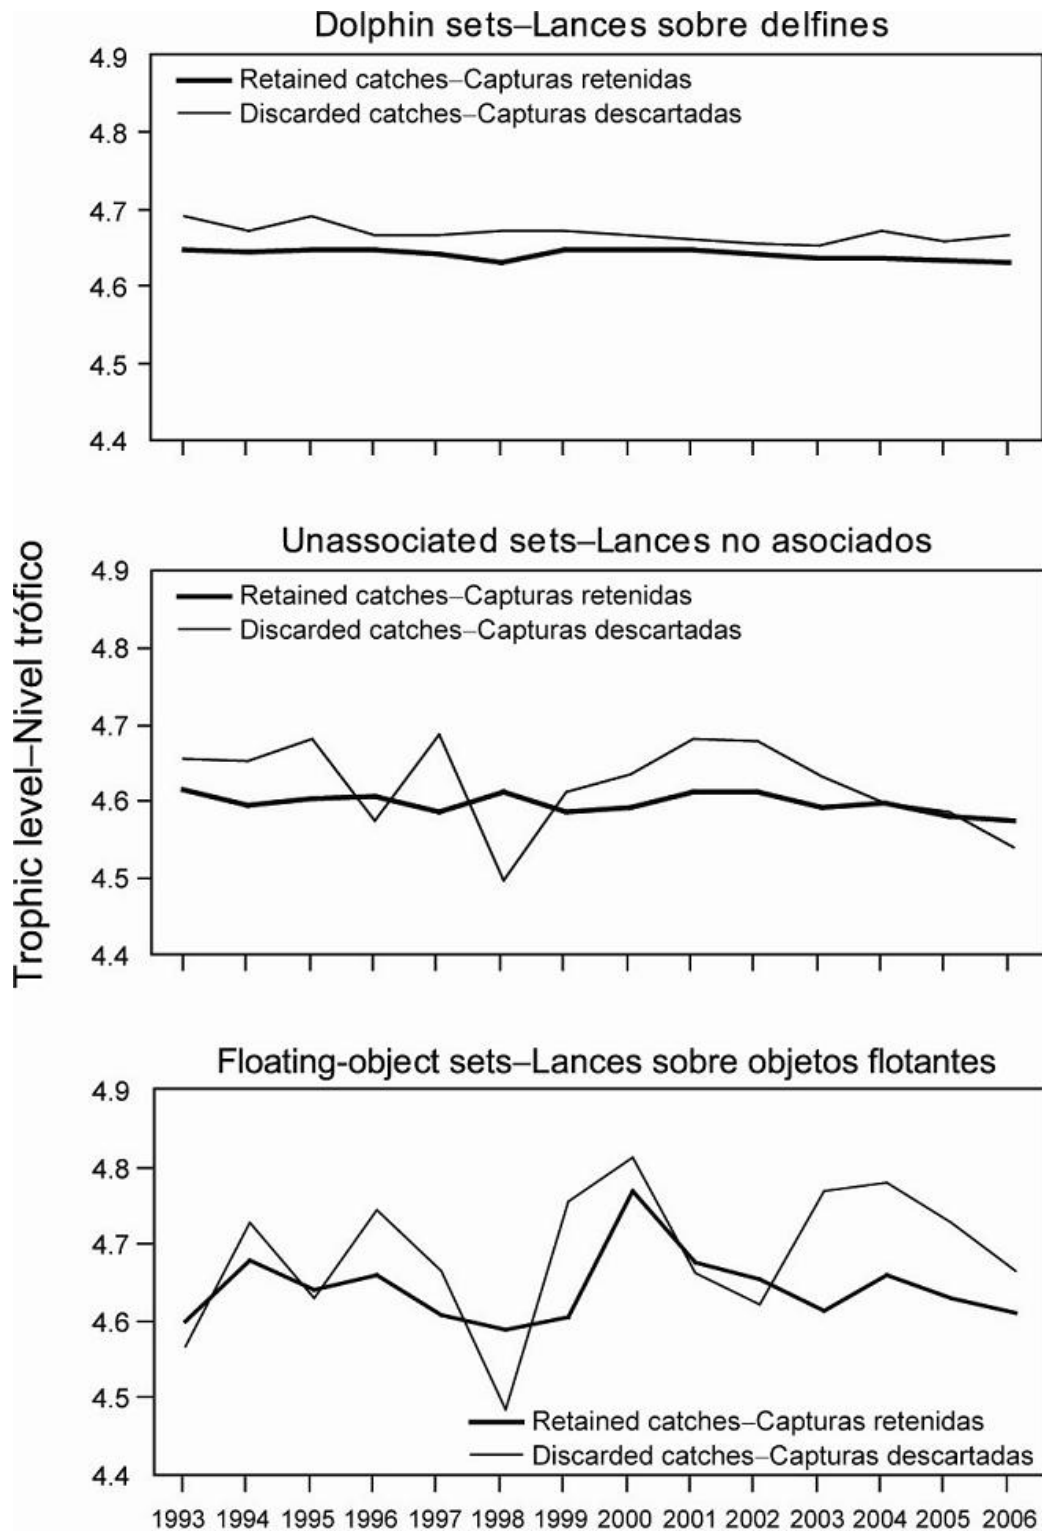 Dolphin sets–Lances sobre delfines
4.9
Retained catches–Capturas retenidas
Discarded catches–Capturas descartadas
4.8
4.7
4.6
4.5
4.4
Trophic level–Nivel trófico
Unassociated sets–Lances no asociados
4.9
Retained catches–Capturas retenidas
Discarded catches–Capturas descartadas
4.8
4.7
4.6
4.5
4.4
Floating-object sets–Lances sobre objetos flotantes
4.9
4.8
4.7
4.6
4.5
Retained catches–Capturas retenidas
Discarded catches–Capturas descartadas
4.4
1993 1994 1995 1996 1997 1998 1999 2000 2001 2002 2003 2004 2005 2006